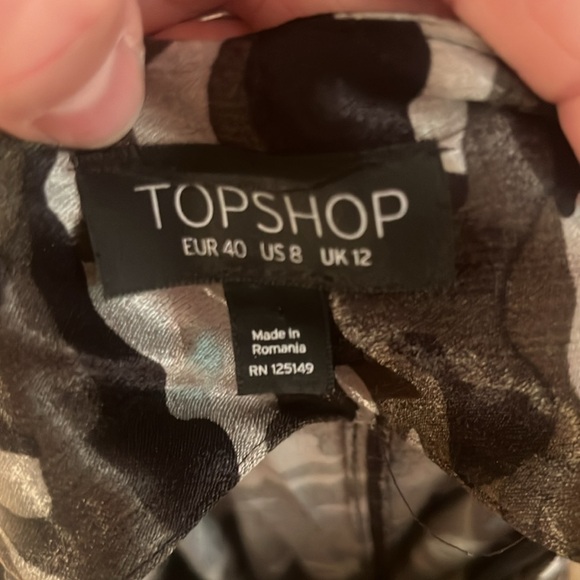 TOPSHOP
EUR 40 US 8 UK 12
Made in
Romania
RN 125149